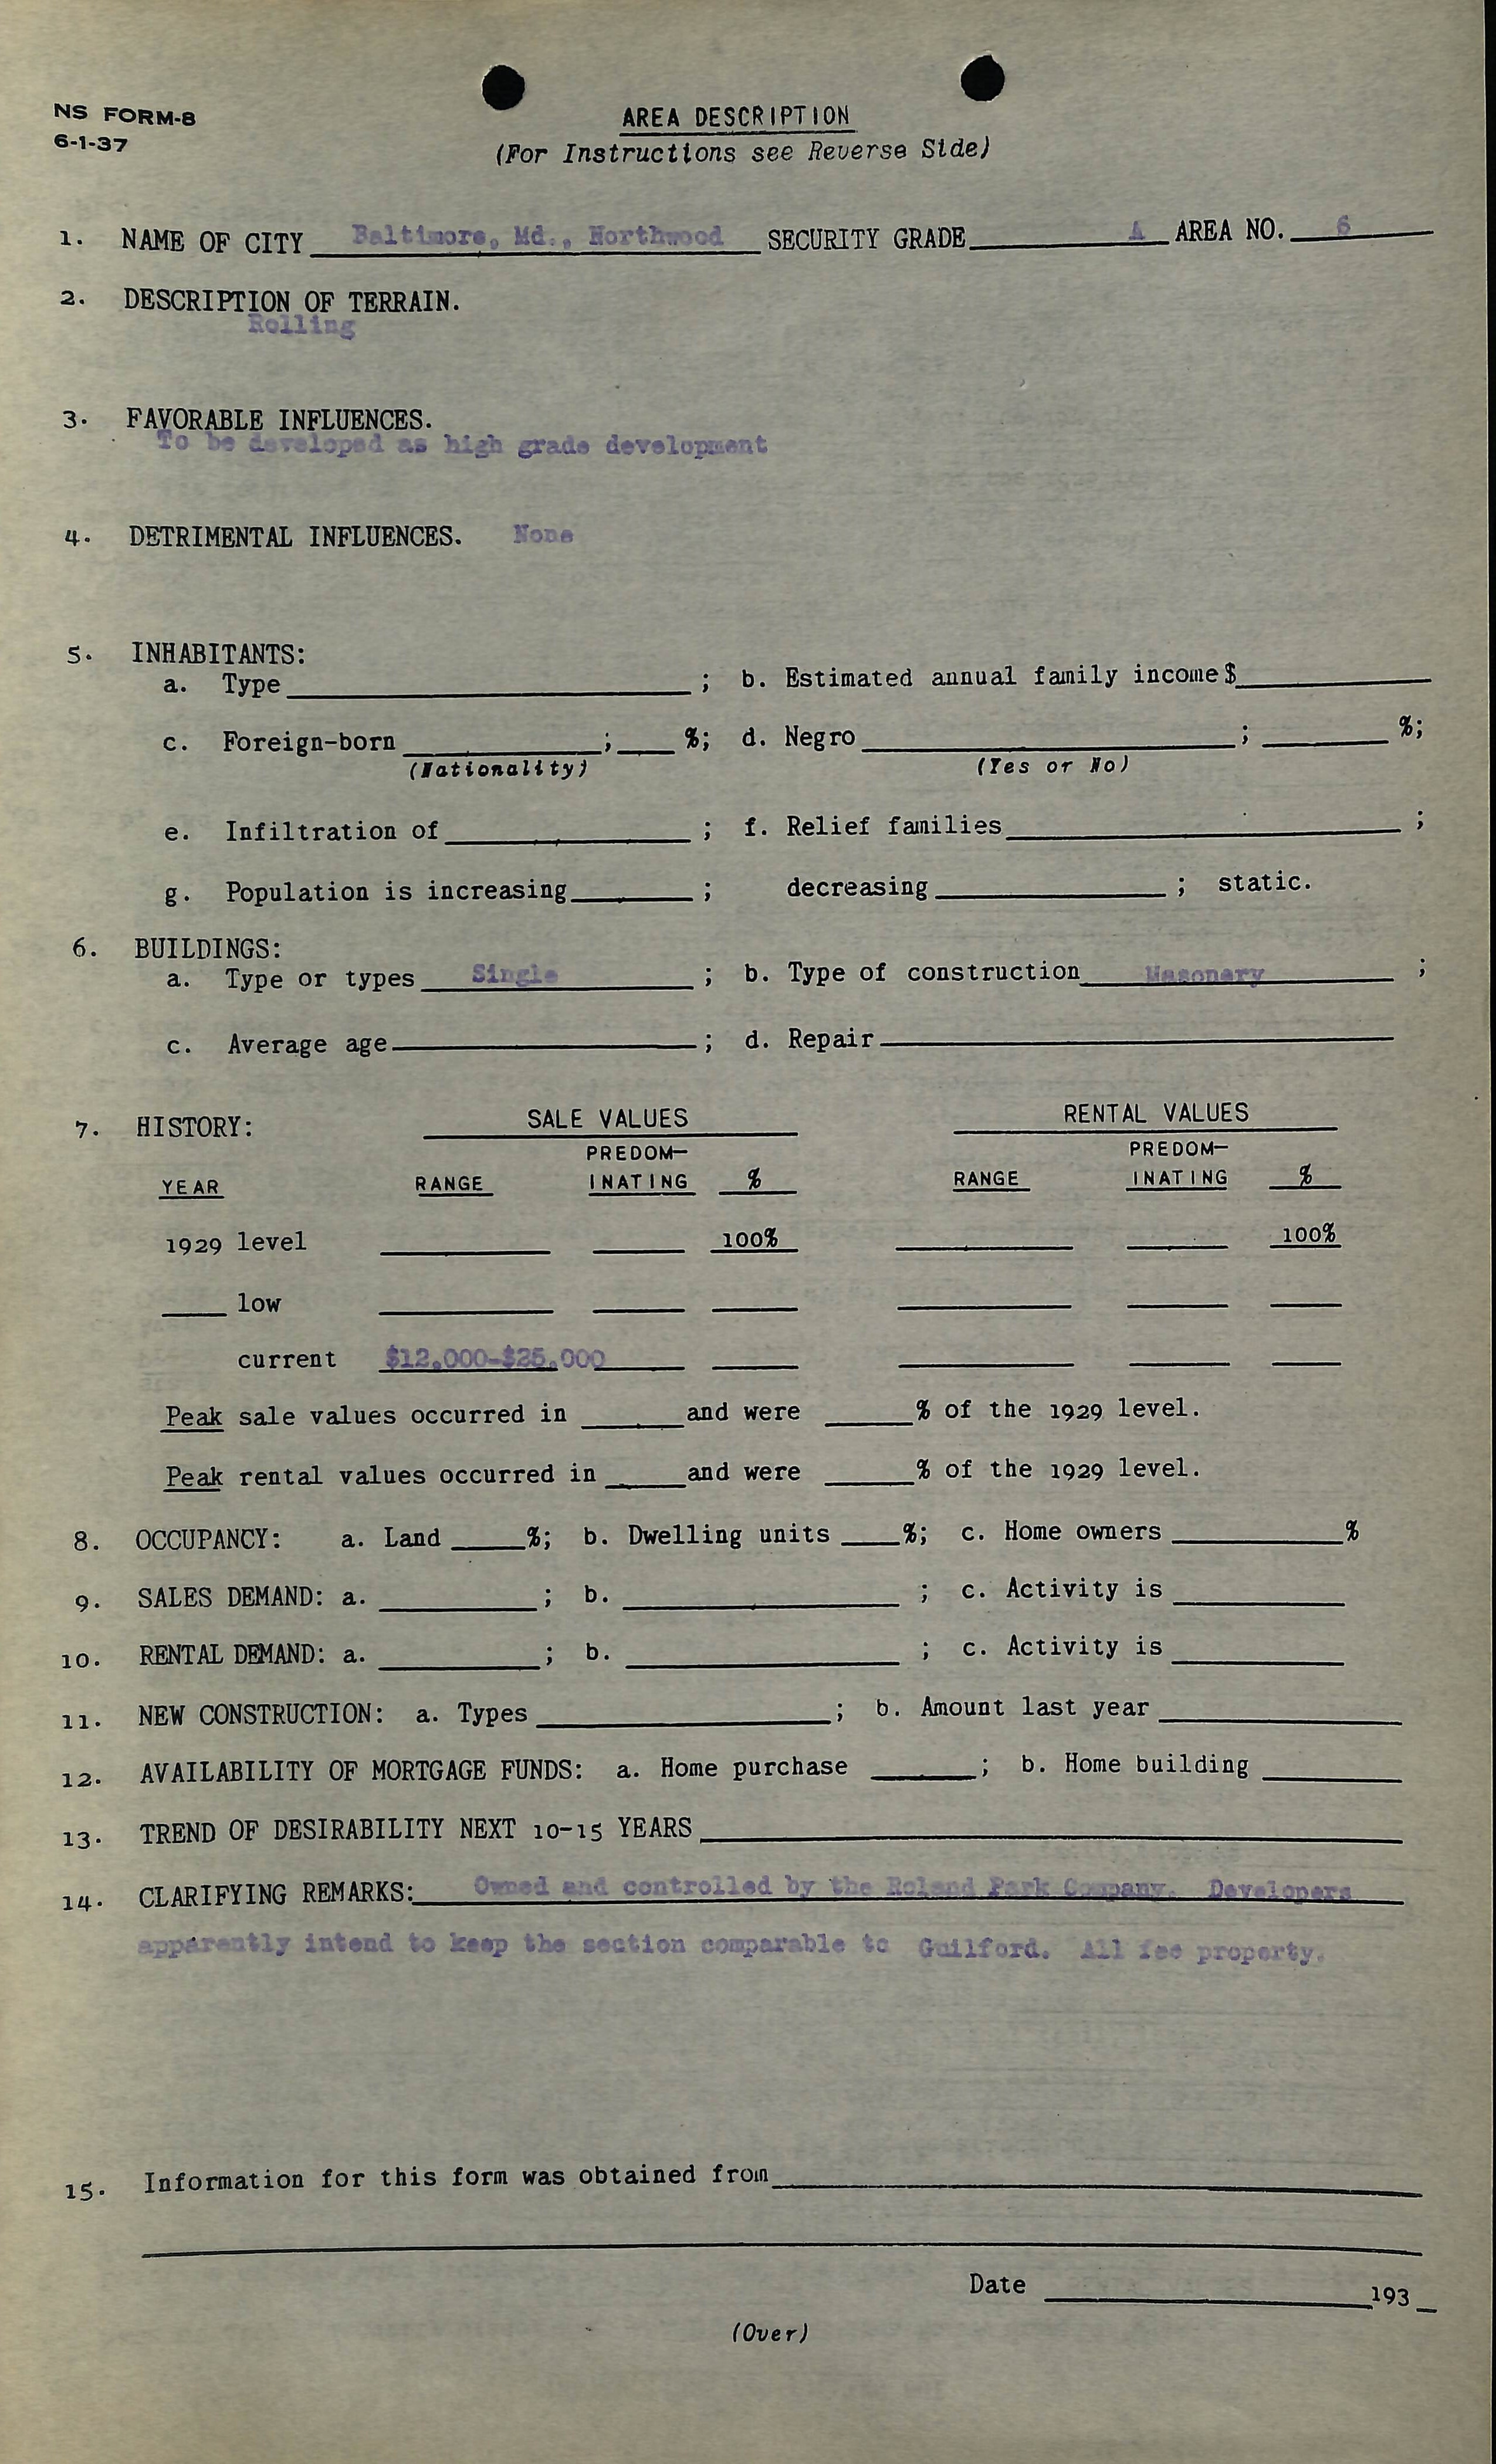 NS FORM-8
6-1-37
AREA DESCRIPTION
(For Instructions see Reverse Side)
1. NAME OF CITY Baltimore, Md., Northwood SECURITY GRADE A AREA NO. 6
2. DESCRIPTION OF TERRAIN.
Rolling
3. FAVORABLE INFLUENCES.
To be developed as high grade development
4. DETRIMENTAL INFLUENCES. None
5. INHABITANTS:
a. Type ; b. Estimated annual family income $
c. Foreign-born ; %; d. Negro ; %;
(Nationality) (Yes or No)
e. Infiltration of ; f. Relief families ;
g. Population is increasing ; decreasing ; static.
6. BUILDINGS:
a. Type or types Single ; b. Type of construction Masonery ;
c. Average age ; d. Repair
7. HISTORY: SALE VALUES RENTAL VALUES
PREDOM- PREDOM-
YEAR RANGE INATING % RANGE INATING %
1929 level 100% 100%
low
current $12,000-$25,000
Peak sale values occurred in and were % of the 1929 level.
Peak rental values occurred in and were % of the 1929 level.
8. OCCUPANCY: a. Land %; b. Dwelling units %; c. Home owners %
9. SALES DEMAND: a. ; b. ; c. Activity is
10. RENTAL DEMAND: a. ; b. ; c. Activity is
11. NEW CONSTRUCTION: a. Types ; b. Amount last year
12. AVAILABILITY OF MORTGAGE FUNDS: a. Home purchase ; b. Home building
13. TREND OF DESIRABILITY NEXT 10-15 YEARS
14. CLARIFYING REMARKS: Owned and controlled by the Roland Park Company. Developers
apparently intend to keep the section comparable to Guilford. All fee property.
15. Information for this form was obtained from
Date 193
(Over)